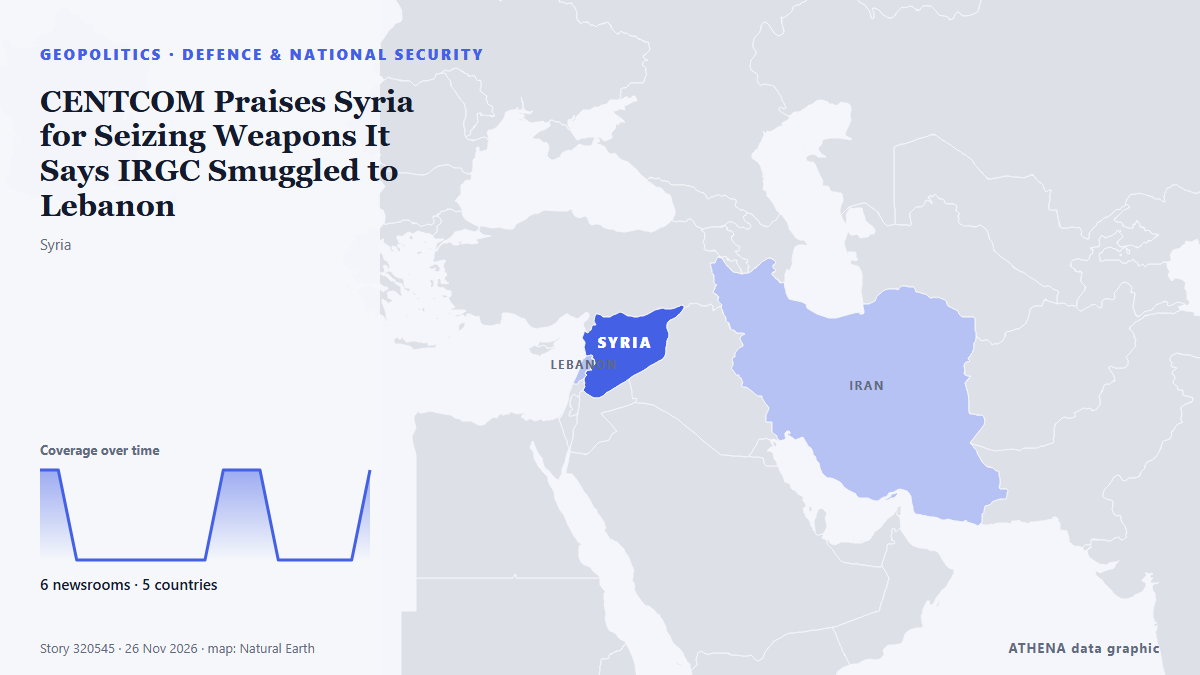 GEOPOLITICS · DEFENCE & NATIONAL SECURITY
CENTCOM Praises Syria
for Seizing Weapons It
Says IRGC Smuggled to
Lebanon
Syria
SYRIA
LEBANON
IRAN
Coverage over time
6 newsrooms · 5 countries
Story 320545 · 26 Nov 2026 · map: Natural Earth
ATHENA data graphic